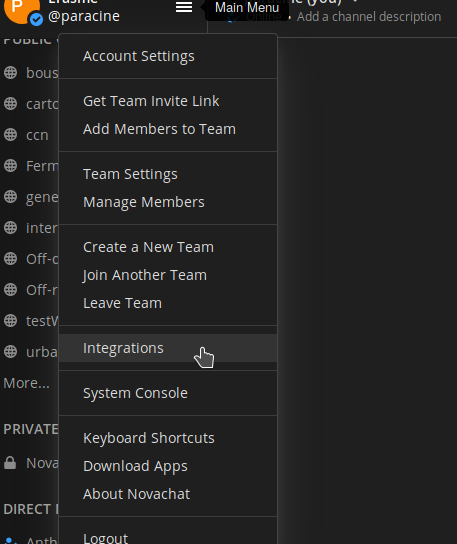 P
@paracine
Main Menu
(you)
Add a channel description
PUBLIC
Account Settings
bous
Get Team Invite Link
carto
Add Members to Team
ccn
Team Settings
Ferm
Manage Members
gene
inter
Create a New Team
Off-
Join Another Team
Off-r
Leave Team
testW
Integrations
urba
More...
System Console
PRIVATE
Keyboard Shortcuts
Nova
Download Apps
About Novachat
DIRECT
Logout
Anth